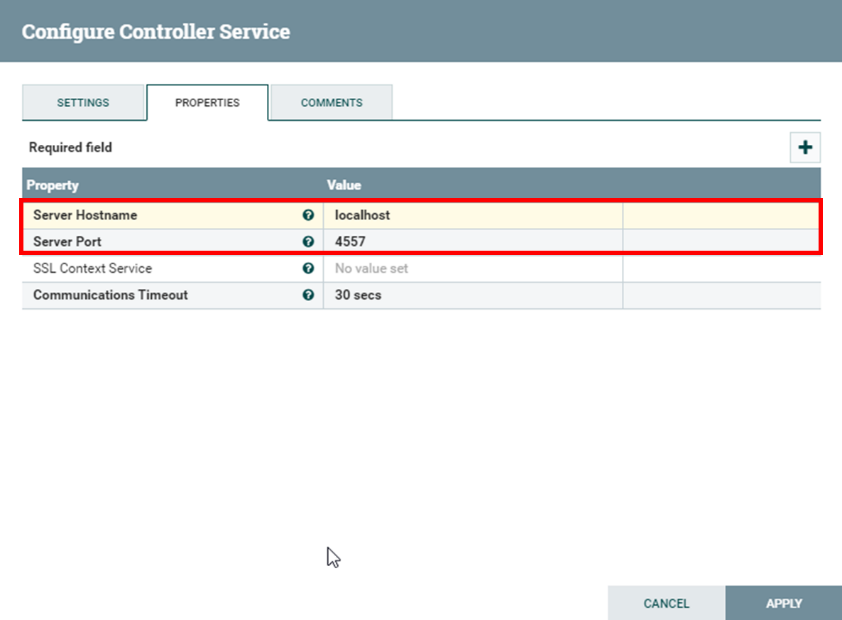 Configure Controller Service
SETTINGS PROPERTIES COMMENTS
Required field
Property Value
Server Hostname localhost
Server Port 4557
SSL Context Service No value set
Communications Timeout 30 secs
CANCEL APPLY